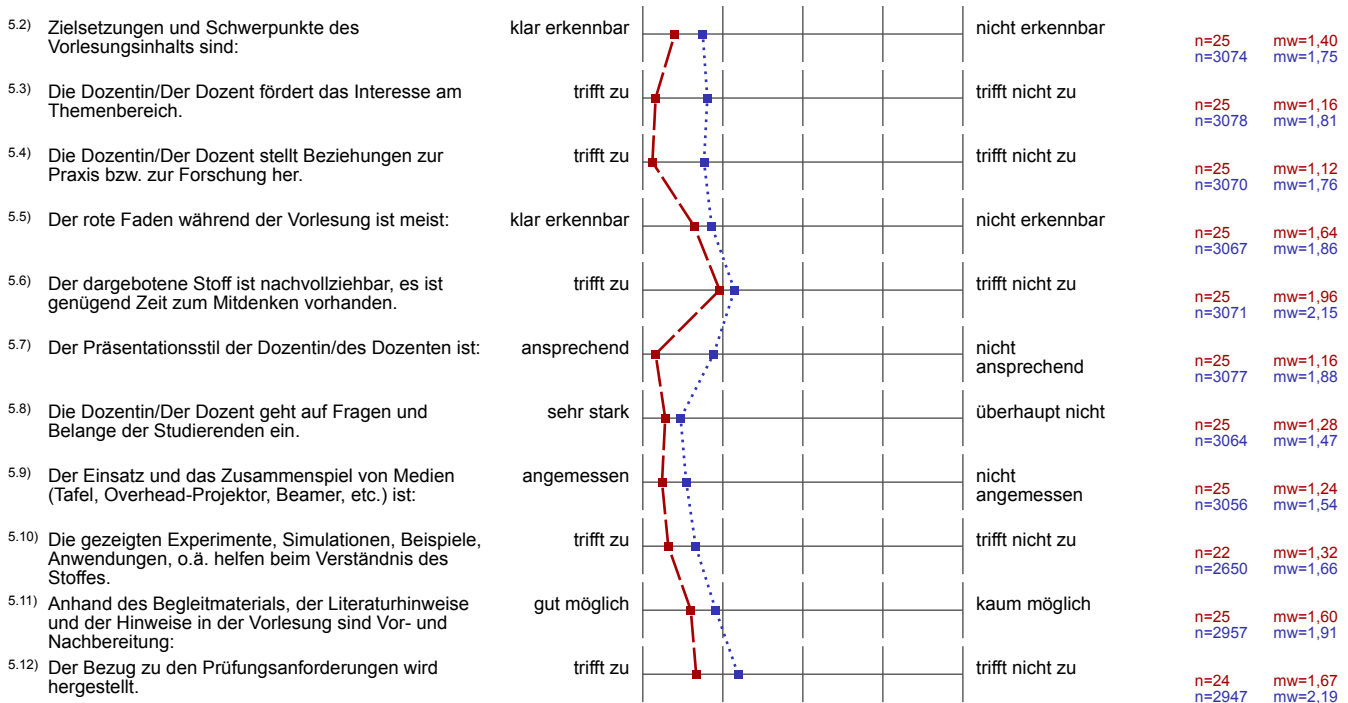 5.2) Zielsetzungen und Schwerpunkte des
Vorlesungsinhalts sind:
klar erkennbar
nicht erkennbar
n=25 mw=1,40
n=3074 mw=1,75
5.3) Die Dozentin/Der Dozent fördert das Interesse am
Themenbereich.
trifft zu
trifft nicht zu
n=25 mw=1,16
n=3078 mw=1,81
5.4) Die Dozentin/Der Dozent stellt Beziehungen zur
Praxis bzw. zur Forschung her.
trifft zu
trifft nicht zu
n=25 mw=1,12
n=3070 mw=1,76
5.5) Der rote Faden während der Vorlesung ist meist:
klar erkennbar
nicht erkennbar
n=25 mw=1,64
n=3067 mw=1,86
5.6) Der dargebotene Stoff ist nachvollziehbar, es ist
genügend Zeit zum Mitdenken vorhanden.
trifft zu
trifft nicht zu
n=25 mw=1,96
n=3071 mw=2,15
5.7) Der Präsentationsstil der Dozentin/des Dozenten ist:
ansprechend
nicht
ansprechend
n=25 mw=1,16
n=3077 mw=1,88
5.8) Die Dozentin/Der Dozent geht auf Fragen und
Belange der Studierenden ein.
sehr stark
überhaupt nicht
n=25 mw=1,28
n=3064 mw=1,47
5.9) Der Einsatz und das Zusammenspiel von Medien
(Tafel, Overhead-Projektor, Beamer, etc.) ist:
angemessen
nicht
angemessen
n=25 mw=1,24
n=3056 mw=1,54
5.10) Die gezeigten Experimente, Simulationen, Beispiele,
Anwendungen, o.ä. helfen beim Verständnis des
Stoffes.
trifft zu
trifft nicht zu
n=22 mw=1,32
n=2650 mw=1,66
5.11) Anhand des Begleitmaterials, der Literaturhinweise
und der Hinweise in der Vorlesung sind Vor- und
Nachbereitung:
gut möglich
kaum möglich
n=25 mw=1,60
n=2957 mw=1,91
5.12) Der Bezug zu den Prüfungsanforderungen wird
hergestellt.
trifft zu
trifft nicht zu
n=24 mw=1,67
n=2947 mw=2,19